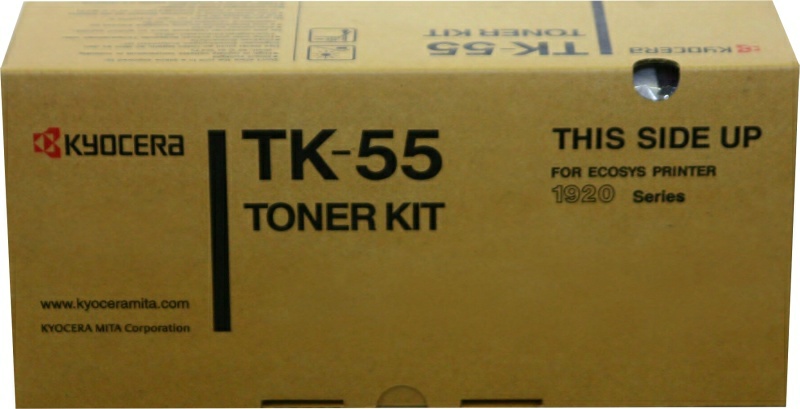 TK-55
TONER KIT
KYOCERA
KYOCERA
TK-55
TONER KIT
THIS SIDE UP
FOR ECOSYS PRINTER
1920 Series
www.kyoceramita.com
KYOCERA MITA Corporation